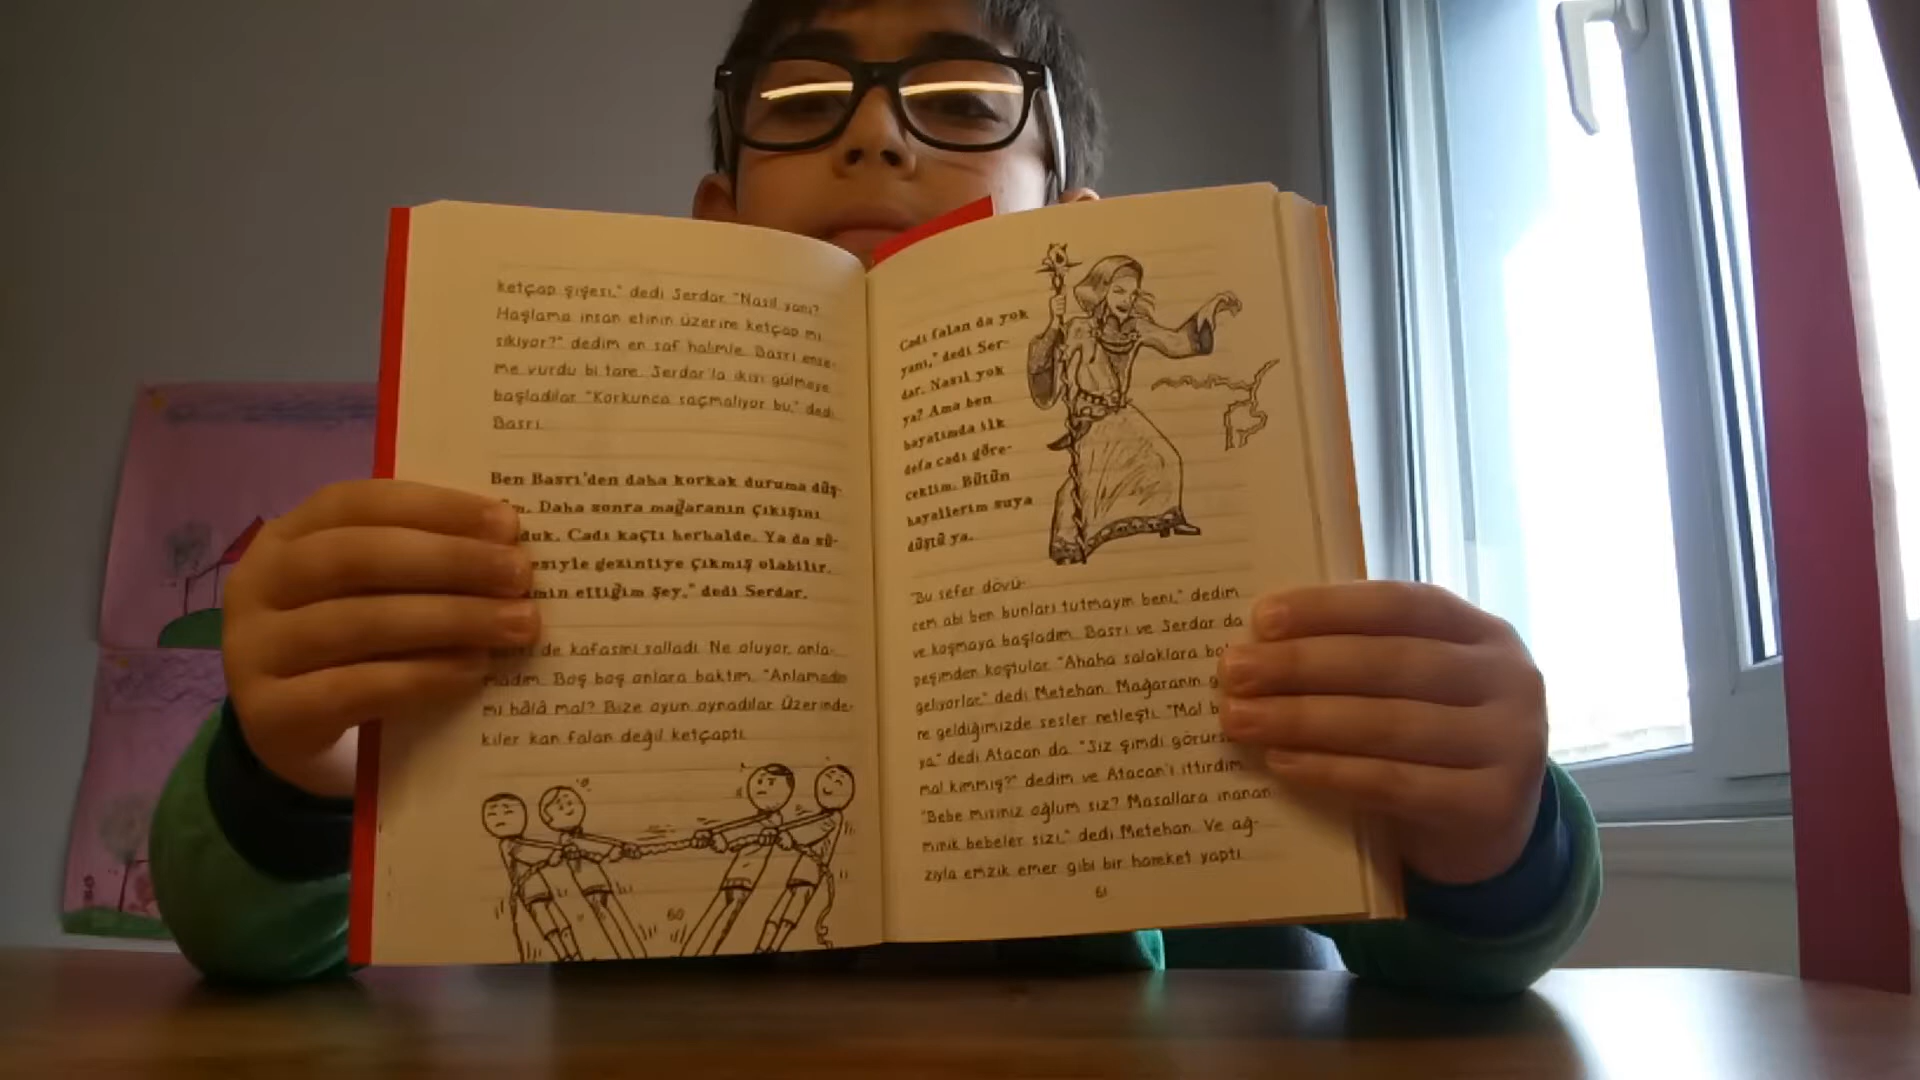 ketçap şişesi," dedi Serdar. "Nasıl yani?
Haşlama insan etinin üzerine ketçap mı
sıkıyor?" dedim en saf halimle. Basri ense-
me vurdu bi tane. Serdar'la ikisi gülmeye
başladılar. "Korkunca saçmalıyor bu," dedi
Basri.
Ben Basri'den daha korkak duruma düş-
Daha sonra mağaranın çıkışını
duk. Cadı kaçtı herhalde. Ya da sü-
esiyle gezintiye çıkmış olabilir.
min ettiğim şey," dedi Serdar.
de kafasını salladı. Ne oluyor, anla-
madım. Boş boş onlara baktım. "Anlamadın
mı hâlâ mal? Bize oyun oynadılar. Üzerinde-
kiler kan falan değil ketçaptı.
60
Cadı falan da yok
yani," dedi Ser-
dar. Nasıl yok
ya? Ama ben
hayatımda ilk
defa cadı göre-
cektim. Bütün
hayallerim suya
düştü ya.
"Bu sefer dövü-
cem abi ben bunları tutmayın beni," dedim
ve koşmaya başladım. Basri ve Serdar da
peşimden koştular. "Ahaha salaklara ba
geliyorlar," dedi Metehan. Mağaranın g
ne geldiğimizde sesler netleşti. "Mal b
ya" dedi Atacan da. "Siz şimdi görürs
mal kimmiş?" dedim ve Atacan'ı ittirdim.
"Bebe misiniz oğlum siz? Masallara inanan
minik bebeler sizi," dedi Metehan. Ve ağ-
zıyla emzik emer gibi bir hareket yaptı.
61